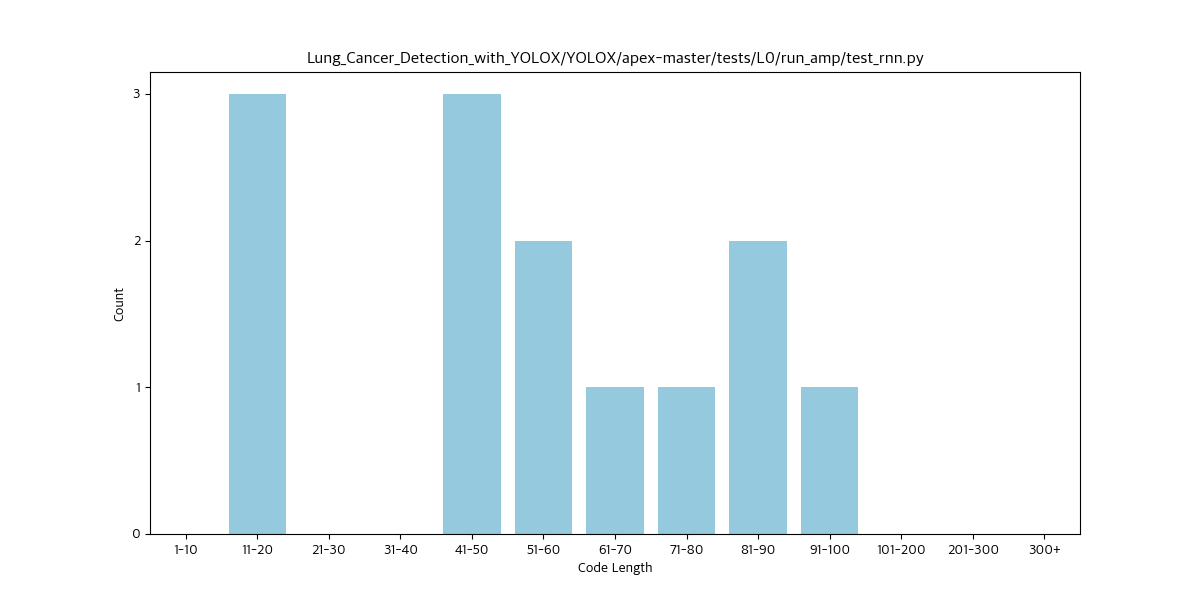 Lung_Cancer_Detection_with_YOLOX/YOLOX/apex-master/tests/L0/run_amp/test_rnn.py
3
2
1
0
Count
1-10 11-20 21-30 31-40 41-50 51-60 61-70 71-80 81-90 91-100 101-200 201-300 300+
Code Length